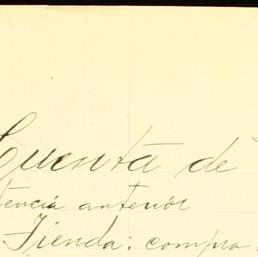 Cuenta de
tencia anterior
Tienda: compra